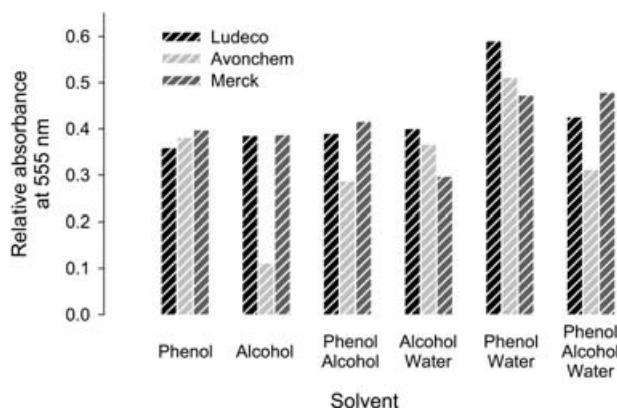 Relative absorbance
at 555 nm
0.6
0.5
0.4
0.3
0.2
0.1
0.0
Ludeco
Avonchem
Merck
Phenol
Alcohol
Phenol
Alcohol
Alcohol
Water
Phenol
Water
Phenol
Alcohol
Water
Solvent